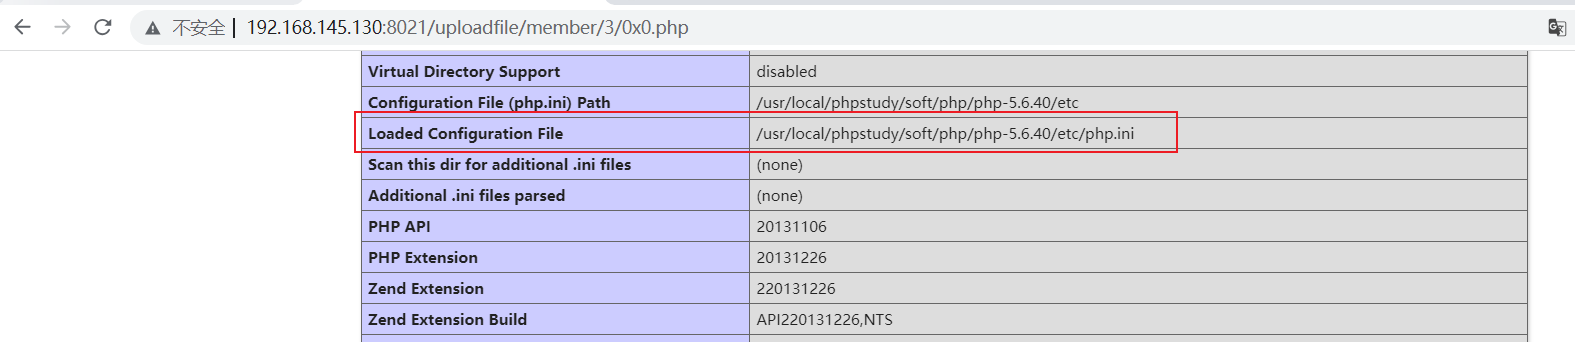 不安全 192.168.145.130:8021/uploadfile/member/3/0x0.php
Virtual Directory Support disabled
Configuration File (php.ini) Path /usr/local/phpstudy/soft/php/php-5.6.40/etc
Loaded Configuration File /usr/local/phpstudy/soft/php/php-5.6.40/etc/php.ini
Scan this dir for additional .ini files (none)
Additional .ini files parsed (none)
PHP API 20131106
PHP Extension 20131226
Zend Extension 220131226
Zend Extension Build API220131226,NTS